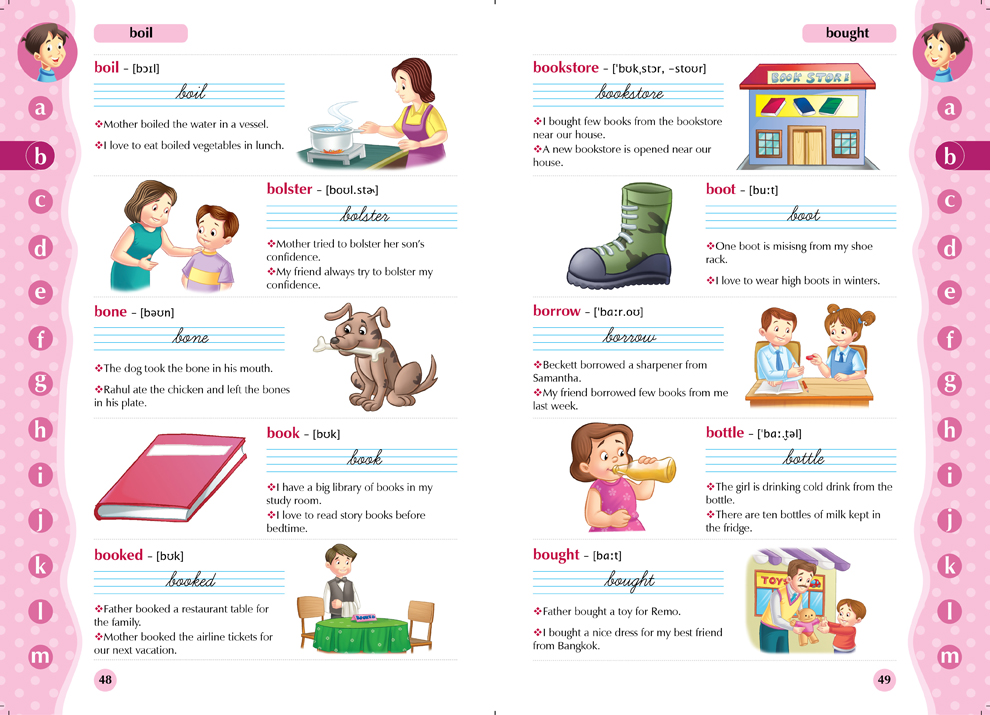 boil
a
b
c
d
e
f
g
h
i
j
k
l
m
boil – [bɔɪl]
boil
❖Mother boiled the water in a vessel.
❖I love to eat boiled vegetables in lunch.
bolster – [boʊl.stɚ]
bolster
❖Mother tried to bolster her son's
confidence.
❖My friend always try to bolster my
confidence.
bone – [bəʊn]
bone
❖The dog took the bone in his mouth.
❖Rahul ate the chicken and left the bones
in his plate.
book – [bʊk]
book
❖I have a big library of books in my
study room.
❖I love to read story books before
bedtime.
booked – [bʊk]
booked
❖Father booked a restaurant table for
the family.
❖Mother booked the airline tickets for
our next vacation.
48
bought
bookstore – ['bʊkˌstɔr, –stoʊr]
bookstore
❖I bought few books from the bookstore
near our house.
❖A new bookstore is opened near our
house.
BOOK STORE
boot – [buːt]
boot
❖One boot is misisng from my shoe
rack.
❖I love to wear high boots in winters.
borrow – ['bɑːr.oʊ]
borrow
❖Beckett borrowed a sharpener from
Samantha.
❖My friend borrowed few books from me
last week.
bottle – ['bɑː.t̬əl]
bottle
❖The girl is drinking cold drink from the
bottle.
❖There are ten bottles of milk kept in
the fridge.
bought – [bɑːt]
bought
❖Father bought a toy for Remo.
❖I bought a nice dress for my best friend
from Bangkok.
49
a
b
c
d
e
f
g
h
i
j
k
l
m